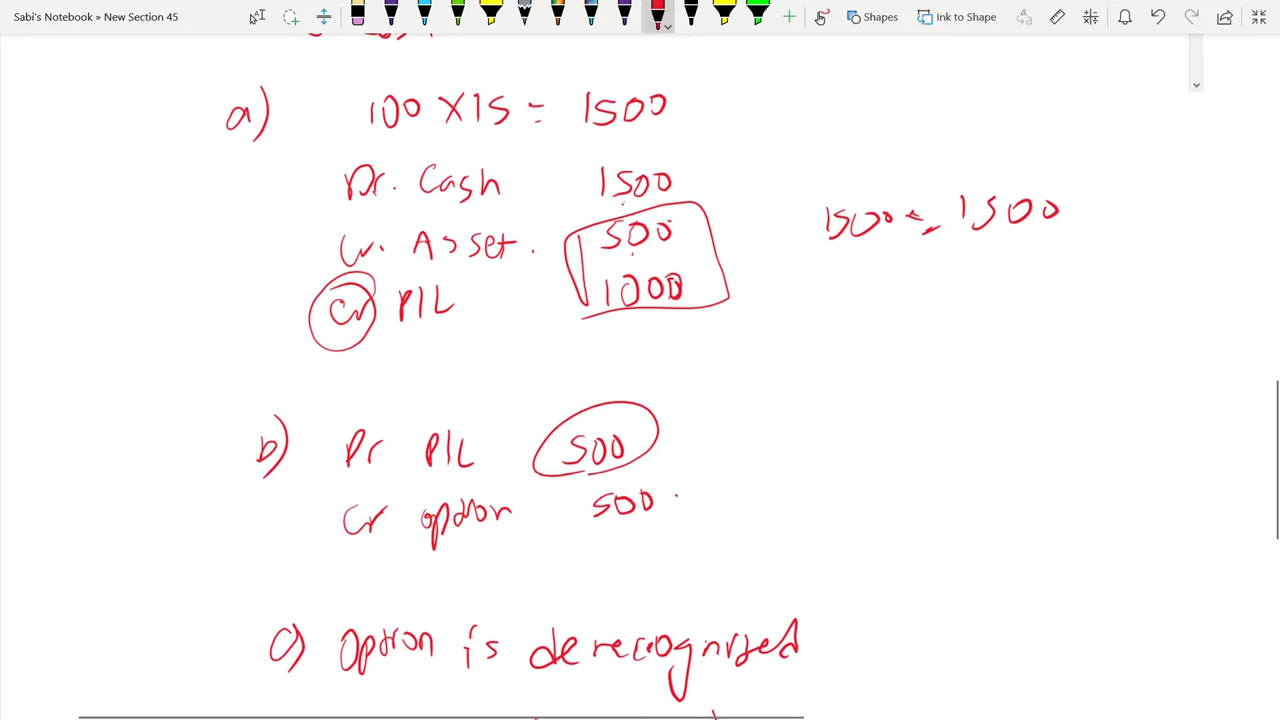 Sabi's Notebook » New Section 45
Shapes
Ink to Shape
a) 100 X 15 = 1500
Dr. Cash 1500
Cr. Asset. 500
1500 = 1500
Cr P/L 1000
b) Dr P/L 500
Cr option 500
c) Option is derecognized